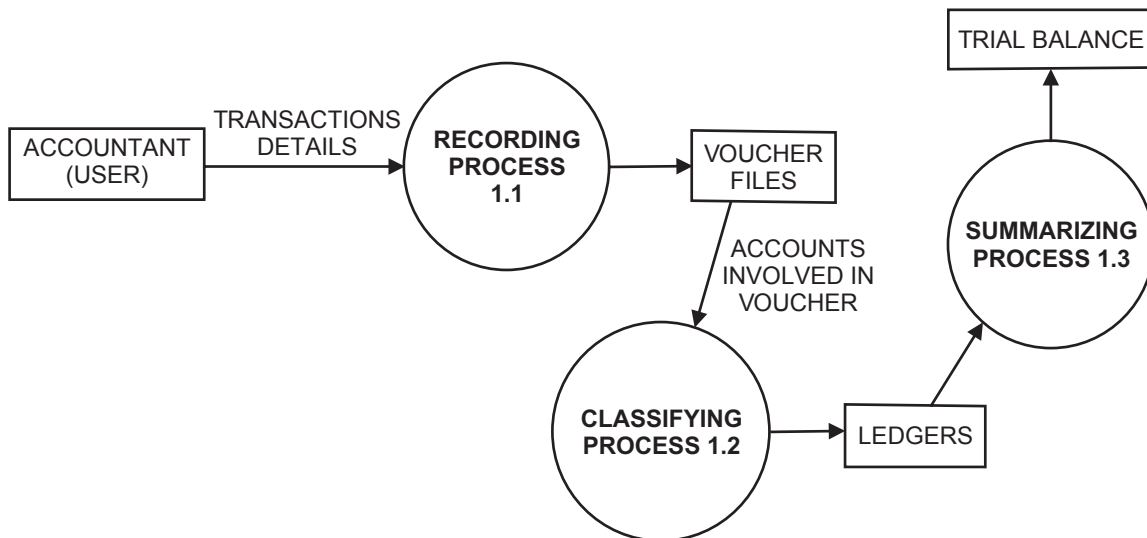 TRIAL BALANCE
TRANSACTIONS
DETAILS
ACCOUNTANT
(USER)
RECORDING
PROCESS
1.1
VOUCHER
FILES
SUMMARIZING
PROCESS 1.3
ACCOUNTS
INVOLVED IN
VOUCHER
CLASSIFYING
PROCESS 1.2
LEDGERS